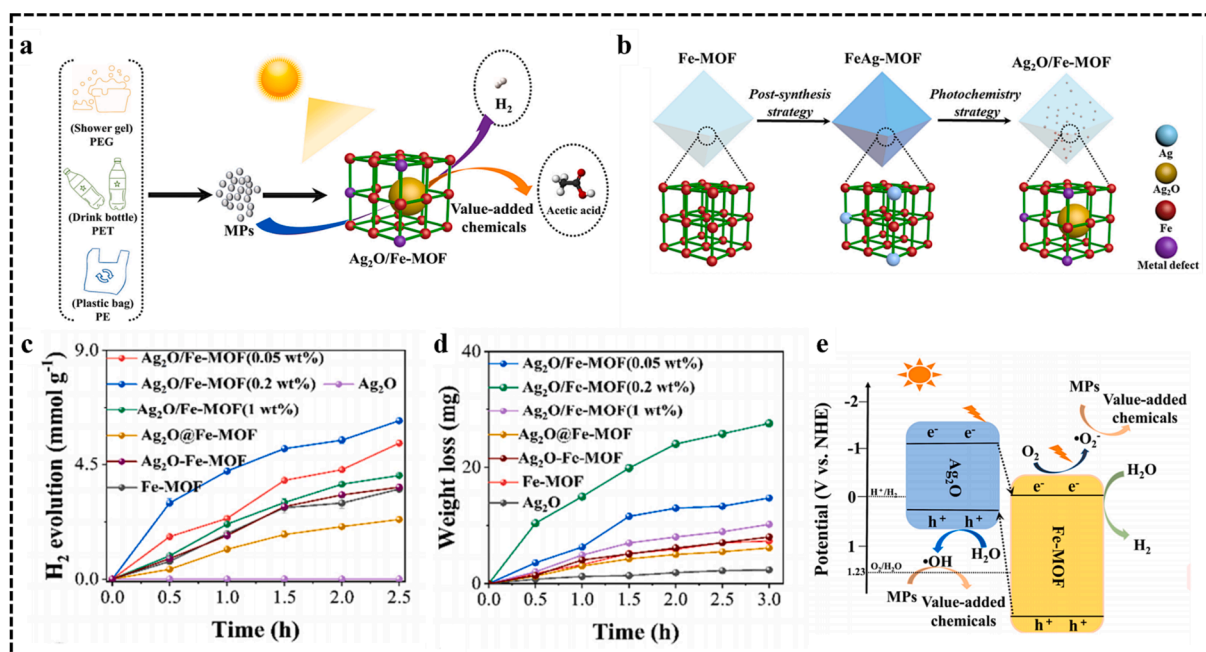 a
(Shower gel)
PEG
(Drink bottle)
PET
(Plastic bag)
PE
MPs
H₂
Value-added
chemicals
Acetic acid
Ag₂O/Fe-MOF
b
Fe-MOF
FeAg-MOF
Ag₂O/Fe-MOF
Post-synthesis
strategy
Photochemistry
strategy
Ag
Ag₂O
Fe
Metal defect
c
H₂ evolution (mmol g⁻¹)
9.0
4.5
0.0
Ag₂O/Fe-MOF(0.05 wt%)
Ag₂O/Fe-MOF(0.2 wt%)
Ag₂O
Ag₂O/Fe-MOF(1 wt%)
Ag₂O@Fe-MOF
Ag₂O-Fe-MOF
Fe-MOF
0.0 0.5 1.0 1.5 2.0 2.5
Time (h)
d
Weight loss (mg)
40
20
0
Ag₂O/Fe-MOF(0.05 wt%)
Ag₂O/Fe-MOF(0.2 wt%)
Ag₂O/Fe-MOF(1 wt%)
Ag₂O@Fe-MOF
Ag₂O-Fe-MOF
Fe-MOF
Ag₂O
0.0 0.5 1.0 1.5 2.0 2.5 3.0
Time (h)
e
Potential (V vs. NHE)
-2
-1
0
1
1.23
H⁺/H₂
O₂/H₂O
e⁻ e⁻
Ag₂O
h⁺ h⁺
•OH
H₂O
MPs
Value-added
chemicals
MPs
Value-added
chemicals
O₂
•O₂⁻
e⁻ e⁻
Fe-MOF
h⁺ h⁺
H₂O
H₂